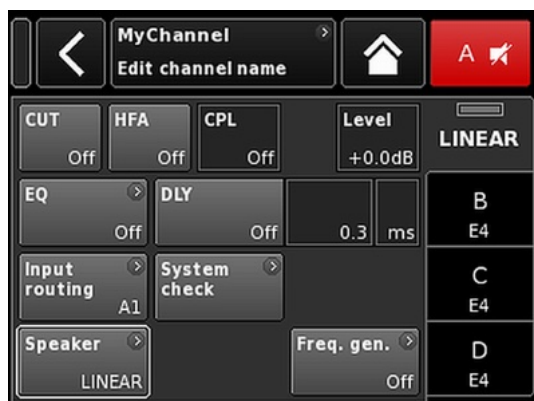 MyChannel
Edit channel name
A
CUT
Off
HFA
Off
CPL
Off
Level
+0.0dB
LINEAR
EQ
Off
DLY
Off
0.3
ms
B
E4
Input
routing
A1
System
check
C
E4
Speaker
LINEAR
Freq. gen.
Off
D
E4